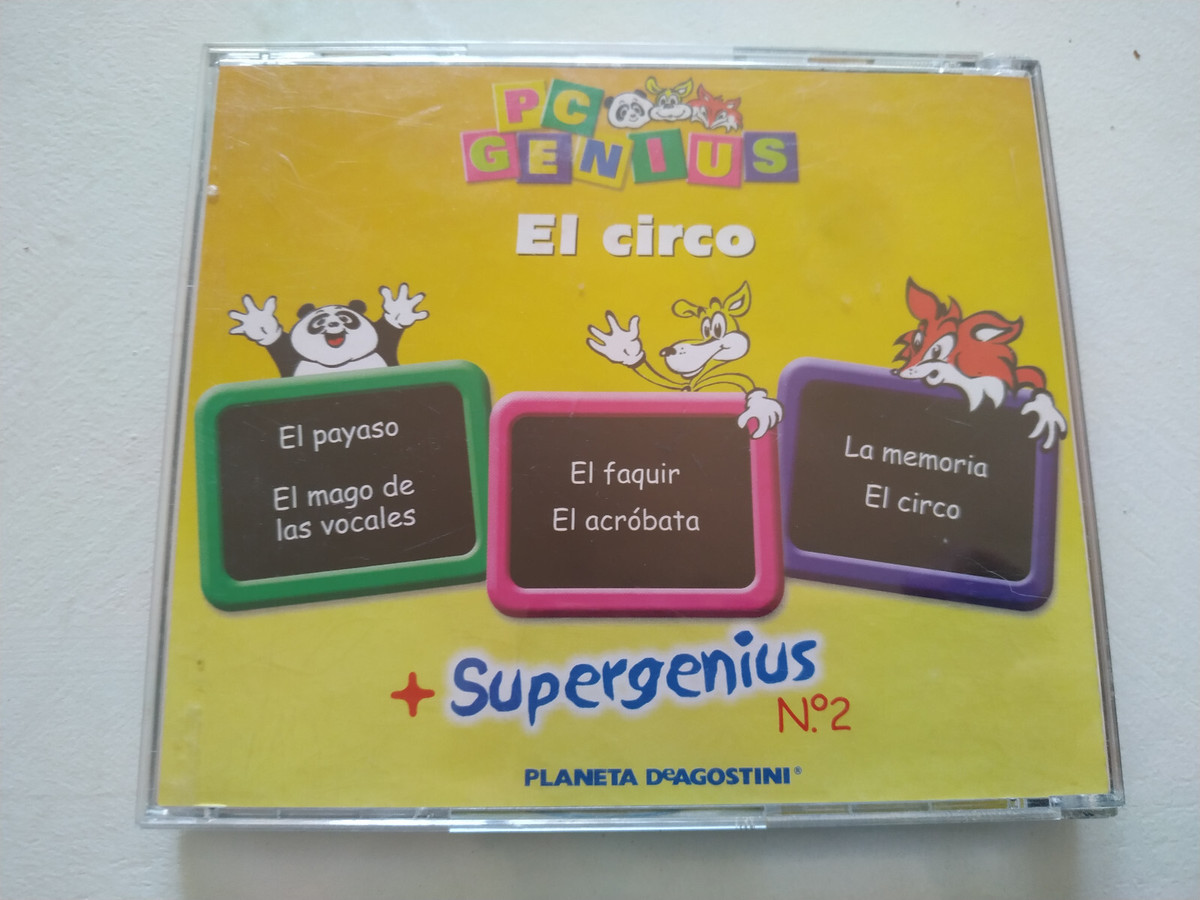 PC
GENIUS
El circo
El payaso
El mago de
las vocales
El faquir
El acróbata
La memoria
El circo
+ Supergenius
N.º2
PLANETA DeAGOSTINI®